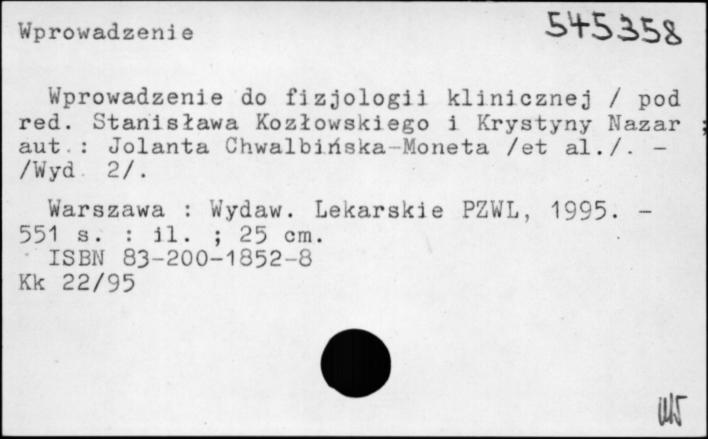 Wprowadzenie 545358
Wprowadzenie do fizjologii klinicznej / pod
red. Stanisława Kozłowskiego i Krystyny Nazar ;
aut.: Jolanta Chwalbińska-Moneta /et al./. -
/Wyd. 2/.
Warszawa : Wydaw. Lekarskie PZWL, 1995. -
551 s. : il. ; 25 cm.
ISBN 83-200-1852-8
Kk 22/95